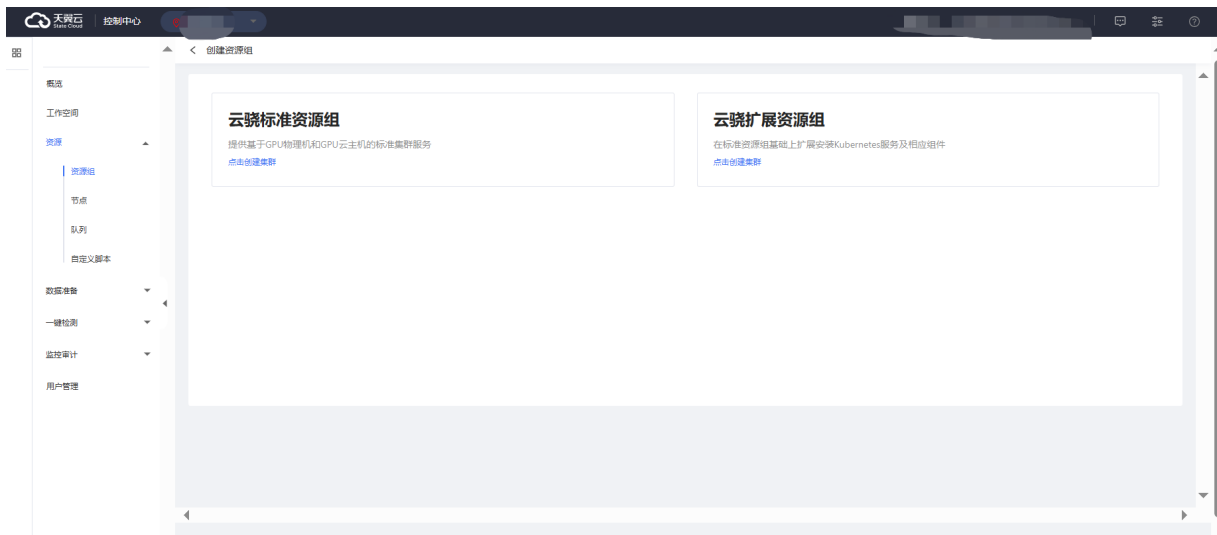 天翼云
State Cloud
控制中心
创建资源组
概览
工作空间
资源
资源组
节点
队列
自定义脚本
数据准备
一键检测
监控审计
用户管理
云骁标准资源组
提供基于GPU物理机和GPU云主机的标准集群服务
点击创建集群
云骁扩展资源组
在标准资源组基础上扩展安装Kubernetes服务及相应组件
点击创建集群